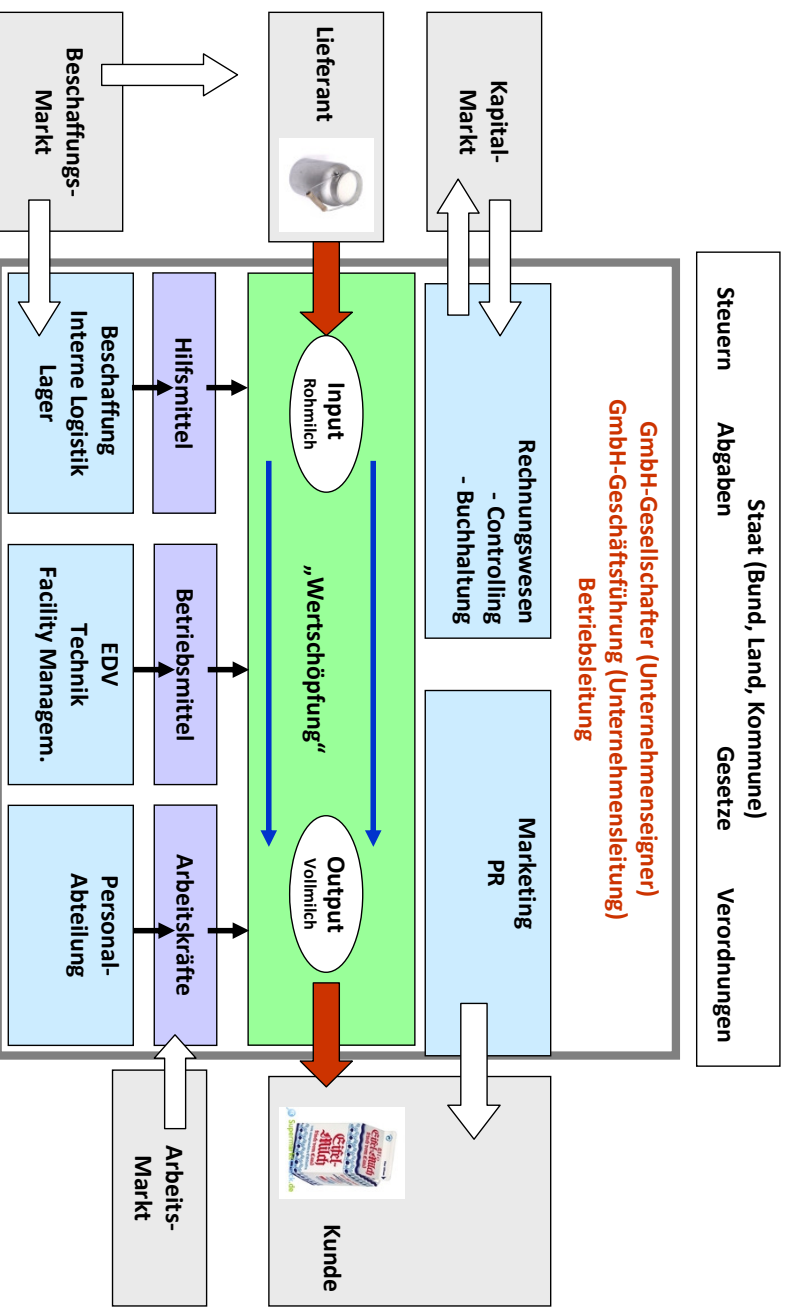 Staat (Bund, Land, Kommune)
Steuern Abgaben Gesetze Verordnungen
GmbH-Gesellschafter (Unternehmenseigner)
GmbH-Geschäftsführung (Unternehmensleitung)
Betriebsleitung
Kapital-
Markt
Rechnungswesen
- Controlling
- Buchhaltung
Marketing
PR
Lieferant
Input
Rohmilch
„Wertschöpfung“
Output
Vollmilch
Kunde
Eifel-
Milch
Hilfsmittel
Betriebsmittel
Arbeitskräfte
Beschaffungs-
Markt
Beschaffung
Interne Logistik
Lager
EDV
Technik
Facility Managem.
Personal-
Abteilung
Arbeits-
Markt